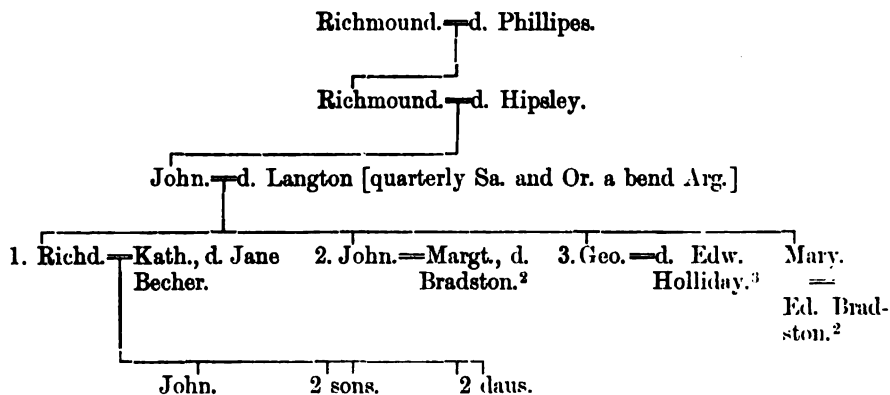 Richmound.=d. Phillipes.
Richmound.=d. Hipsley.
John.=d. Langton [quarterly Sa. and Or. a bend Arg.]
1. Richd.=Kath., d. Jane Becher.
2. John.=Margt., d. Bradston.²
3. Geo.=d. Edw. Holliday.³
Mary.
=
Ed. Brad-
ston.²
John.
2 sons.
2 daus.